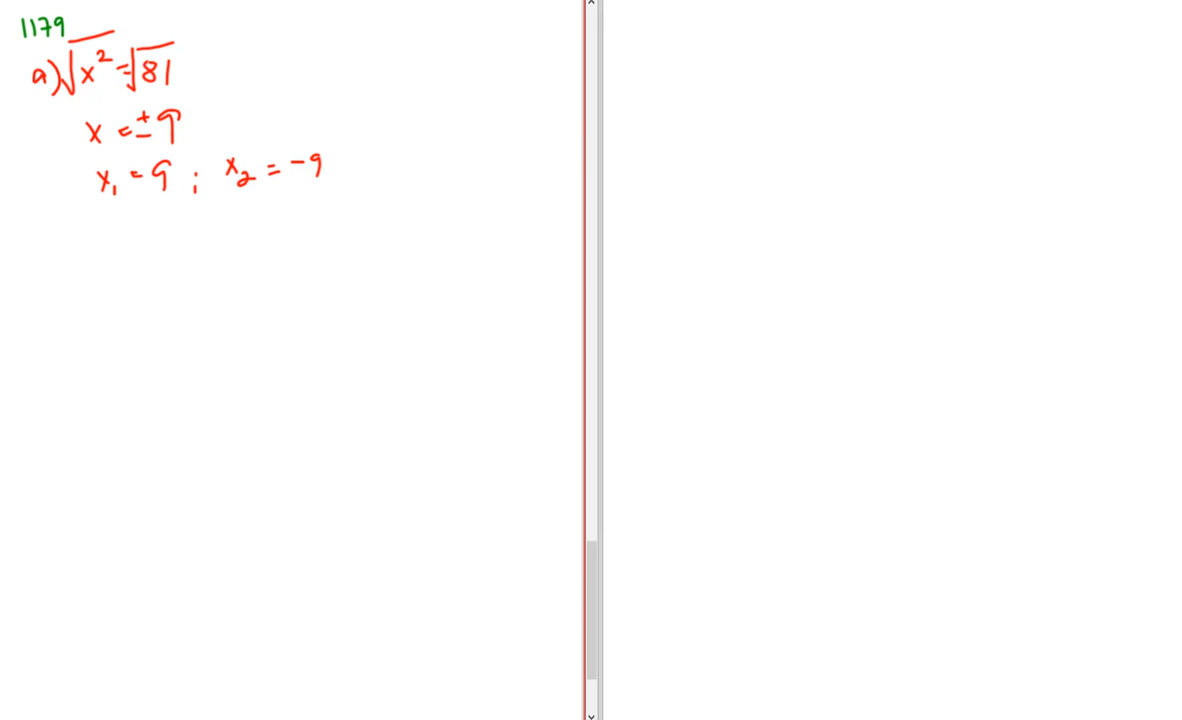 1179
a) √x² = √81
x = ±9
x₁ = 9 ; x₂ = -9